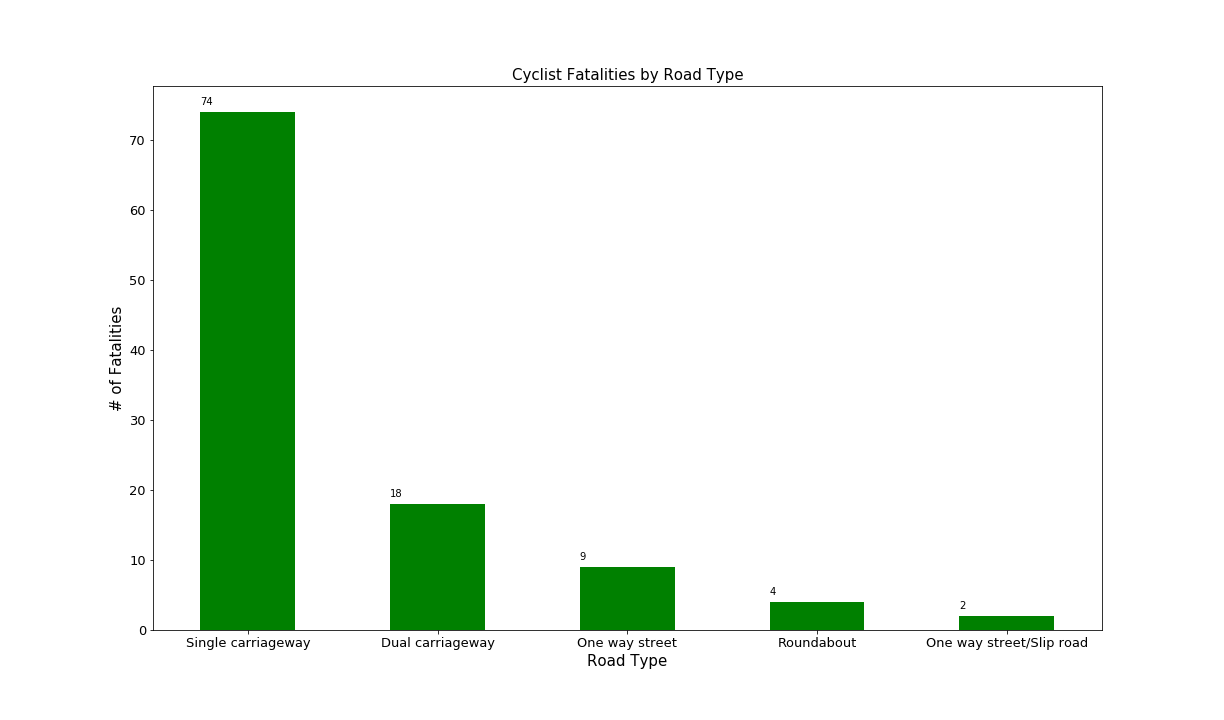 Cyclist Fatalities by Road Type
74
70
60
50
40
30
20
10
0
# of Fatalities
18
9
4
2
Single carriageway
Dual carriageway
One way street
Roundabout
One way street/Slip road
Road Type